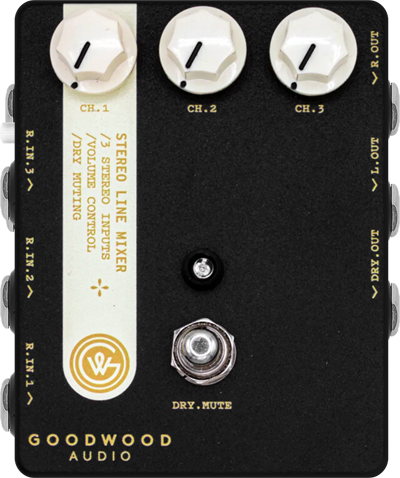 CH.1
CH.2
CH.3
R.OUT
L.OUT
DRY.OUT
R.IN.3
R.IN.2
R.IN.1
STEREO LINE MIXER
/3 STEREO INPUTS
/VOLUME CONTROL
/DRY MUTING
WG
DRY.MUTE
GOODWOOD
AUDIO